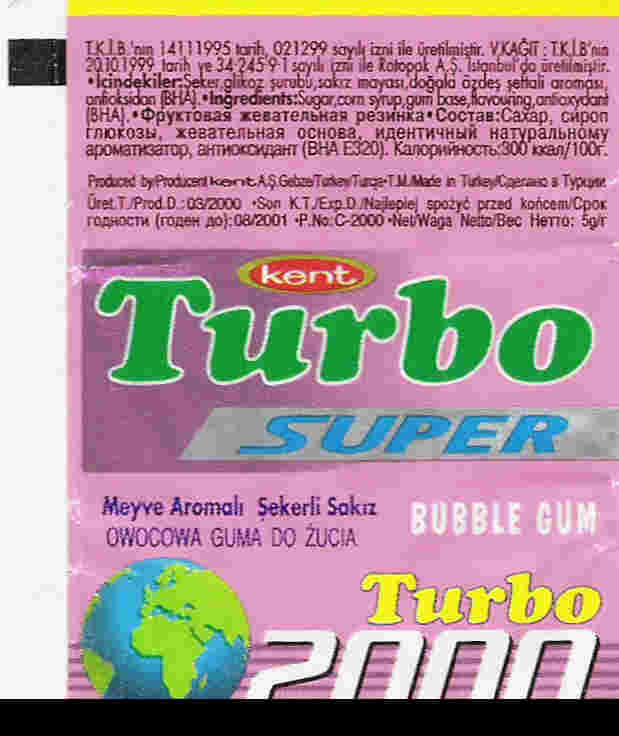 T.K.İ.B.'nin 14111995 tarih, 021299 sayılı izni ile üretilmiştir. V.KAĞIT : T.K.İ.B'nin
20.10.1999 tarih ve 34-245 9-1 sayılı izni ile Rotopak A.Ş. İstanbul'da üretilmiştir.
•İçindekiler:Şeker,glikoz şurubu,sakız mayası,doğala özdeş şeftali aroması,
antioksidan (BHA).•Ingredients:Sugar,corn syrup,gum base,flavouring,antioxydant
(BHA).•Фруктовая жевательная резинка•Состав:Сахар, сироп
глюкозы, жевательная основа, идентичный натуральному
ароматизатор, антиоксидант (BHA E320). Калорийность:300 ккал/100г.
Produced by/Producent kent A.Ş. Gebze/Turkey/Turcja•T.M./Made in Turkey/Сделано в Турции
Üret.T./Prod.D.: 03/2000 •Son K.T./Exp.D./Najlepiej spożyć przed końcem/Срок
годности (годен до):08/2001 •P.No:C-2000•Net/Waga Netto/Вес Нетто: 5g/г
kent
Turbo
SUPER
Meyve Aromalı Şekerli Sakız
BUBBLE GUM
OWOCOWA GUMA DO ŻUCIA
Turbo
2000